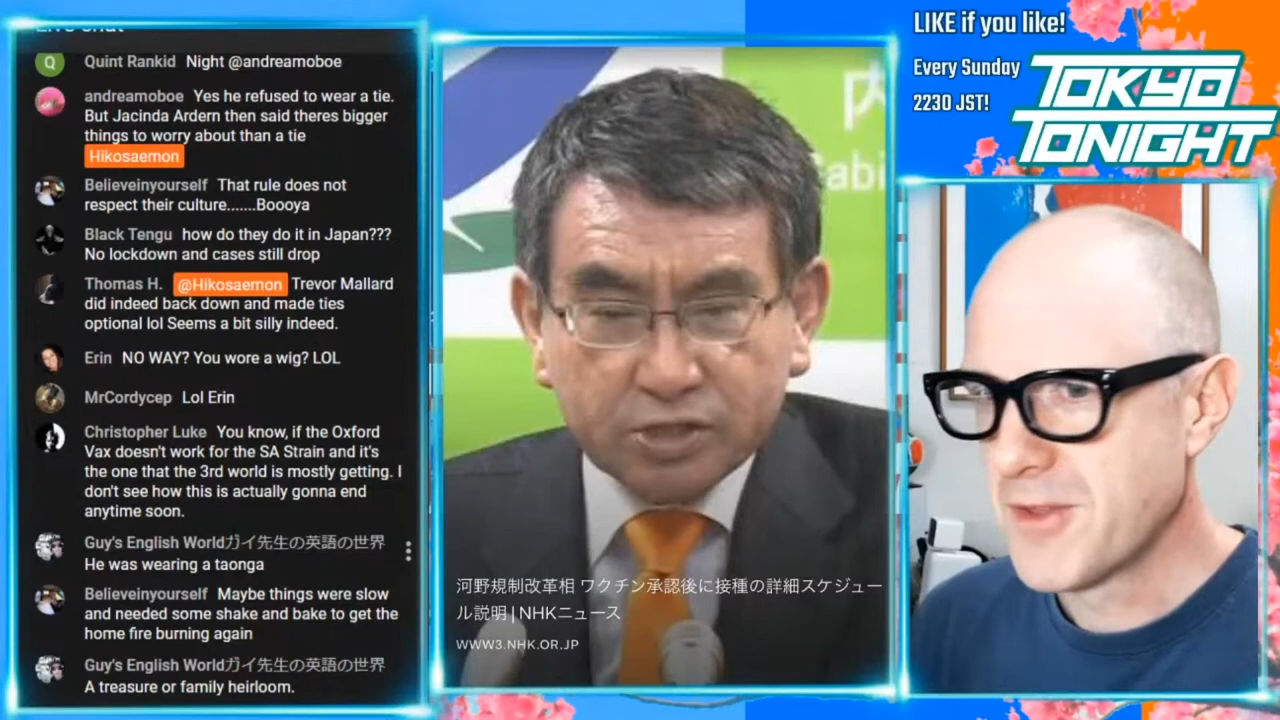 Live chat
Q
Quint Rankid Night @andreamoboe
andreamoboe Yes he refused to wear a tie.
But Jacinda Ardern then said theres bigger
things to worry about than a tie
Hikosaemon
Believeinyourself That rule does not
respect their culture.......Boooya
Black Tengu how do they do it in Japan???
No lockdown and cases still drop
Thomas H. @Hikosaemon Trevor Mallard
did indeed back down and made ties
optional lol Seems a bit silly indeed.
Erin NO WAY? You wore a wig? LOL
MrCordycep Lol Erin
Christopher Luke You know, if the Oxford
Vax doesn't work for the SA Strain and it's
the one that the 3rd world is mostly getting. I
don't see how this is actually gonna end
anytime soon.
Guy's English Worldガイ先生の英語の世界
He was wearing a taonga
Believeinyourself Maybe things were slow
and needed some shake and bake to get the
home fire burning again
Guy's English Worldガイ先生の英語の世界
A treasure or family heirloom.
内
Cabi
河野規制改革相 ワクチン承認後に接種の詳細スケジュー
ル説明 | NHKニュース
WWW3.NHK.OR.JP
LIKE if you like!
Every Sunday
2230 JST!
TOKYO
TONIGHT